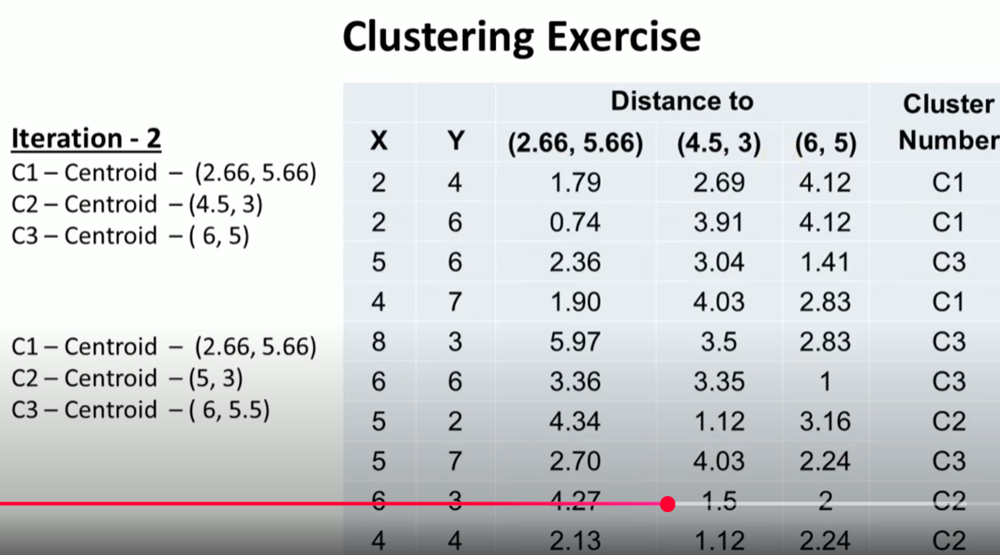 Clustering Exercise
Iteration - 2
C1 – Centroid – (2.66, 5.66)
C2 – Centroid – (4.5, 3)
C3 – Centroid – ( 6, 5)
C1 – Centroid – (2.66, 5.66)
C2 – Centroid – (5, 3)
C3 – Centroid – ( 6, 5.5)
Distance to Cluster
X Y (2.66, 5.66) (4.5, 3) (6, 5) Number
2 4 1.79 2.69 4.12 C1
2 6 0.74 3.91 4.12 C1
5 6 2.36 3.04 1.41 C3
4 7 1.90 4.03 2.83 C1
8 3 5.97 3.5 2.83 C3
6 6 3.36 3.35 1 C3
5 2 4.34 1.12 3.16 C2
5 7 2.70 4.03 2.24 C3
6 3 4.27 1.5 2 C2
4 4 2.13 1.12 2.24 C2